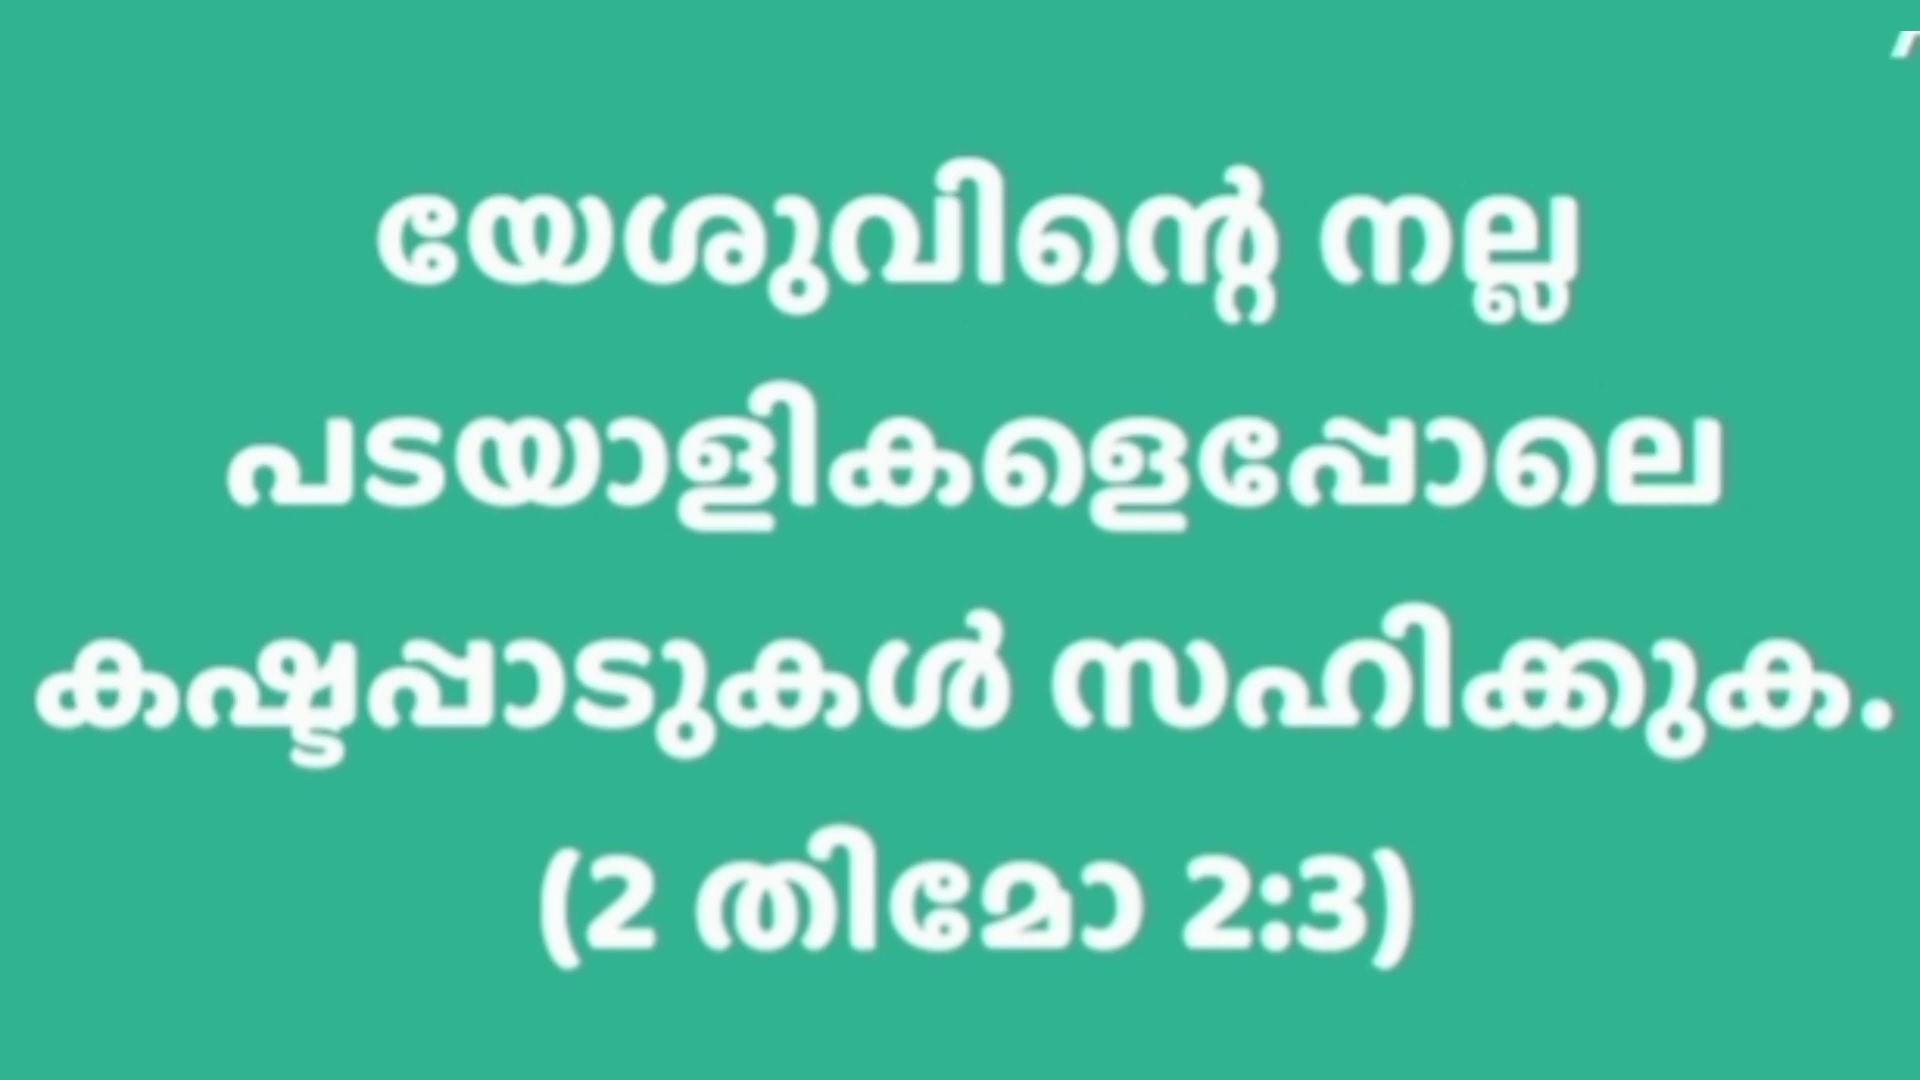 യേശുവിന്റെ നല്ല
പടയാളികളെപ്പോലെ
കഷ്ടപ്പാടുകൾ സഹിക്കുക.
(2 തിമോ 2:3)